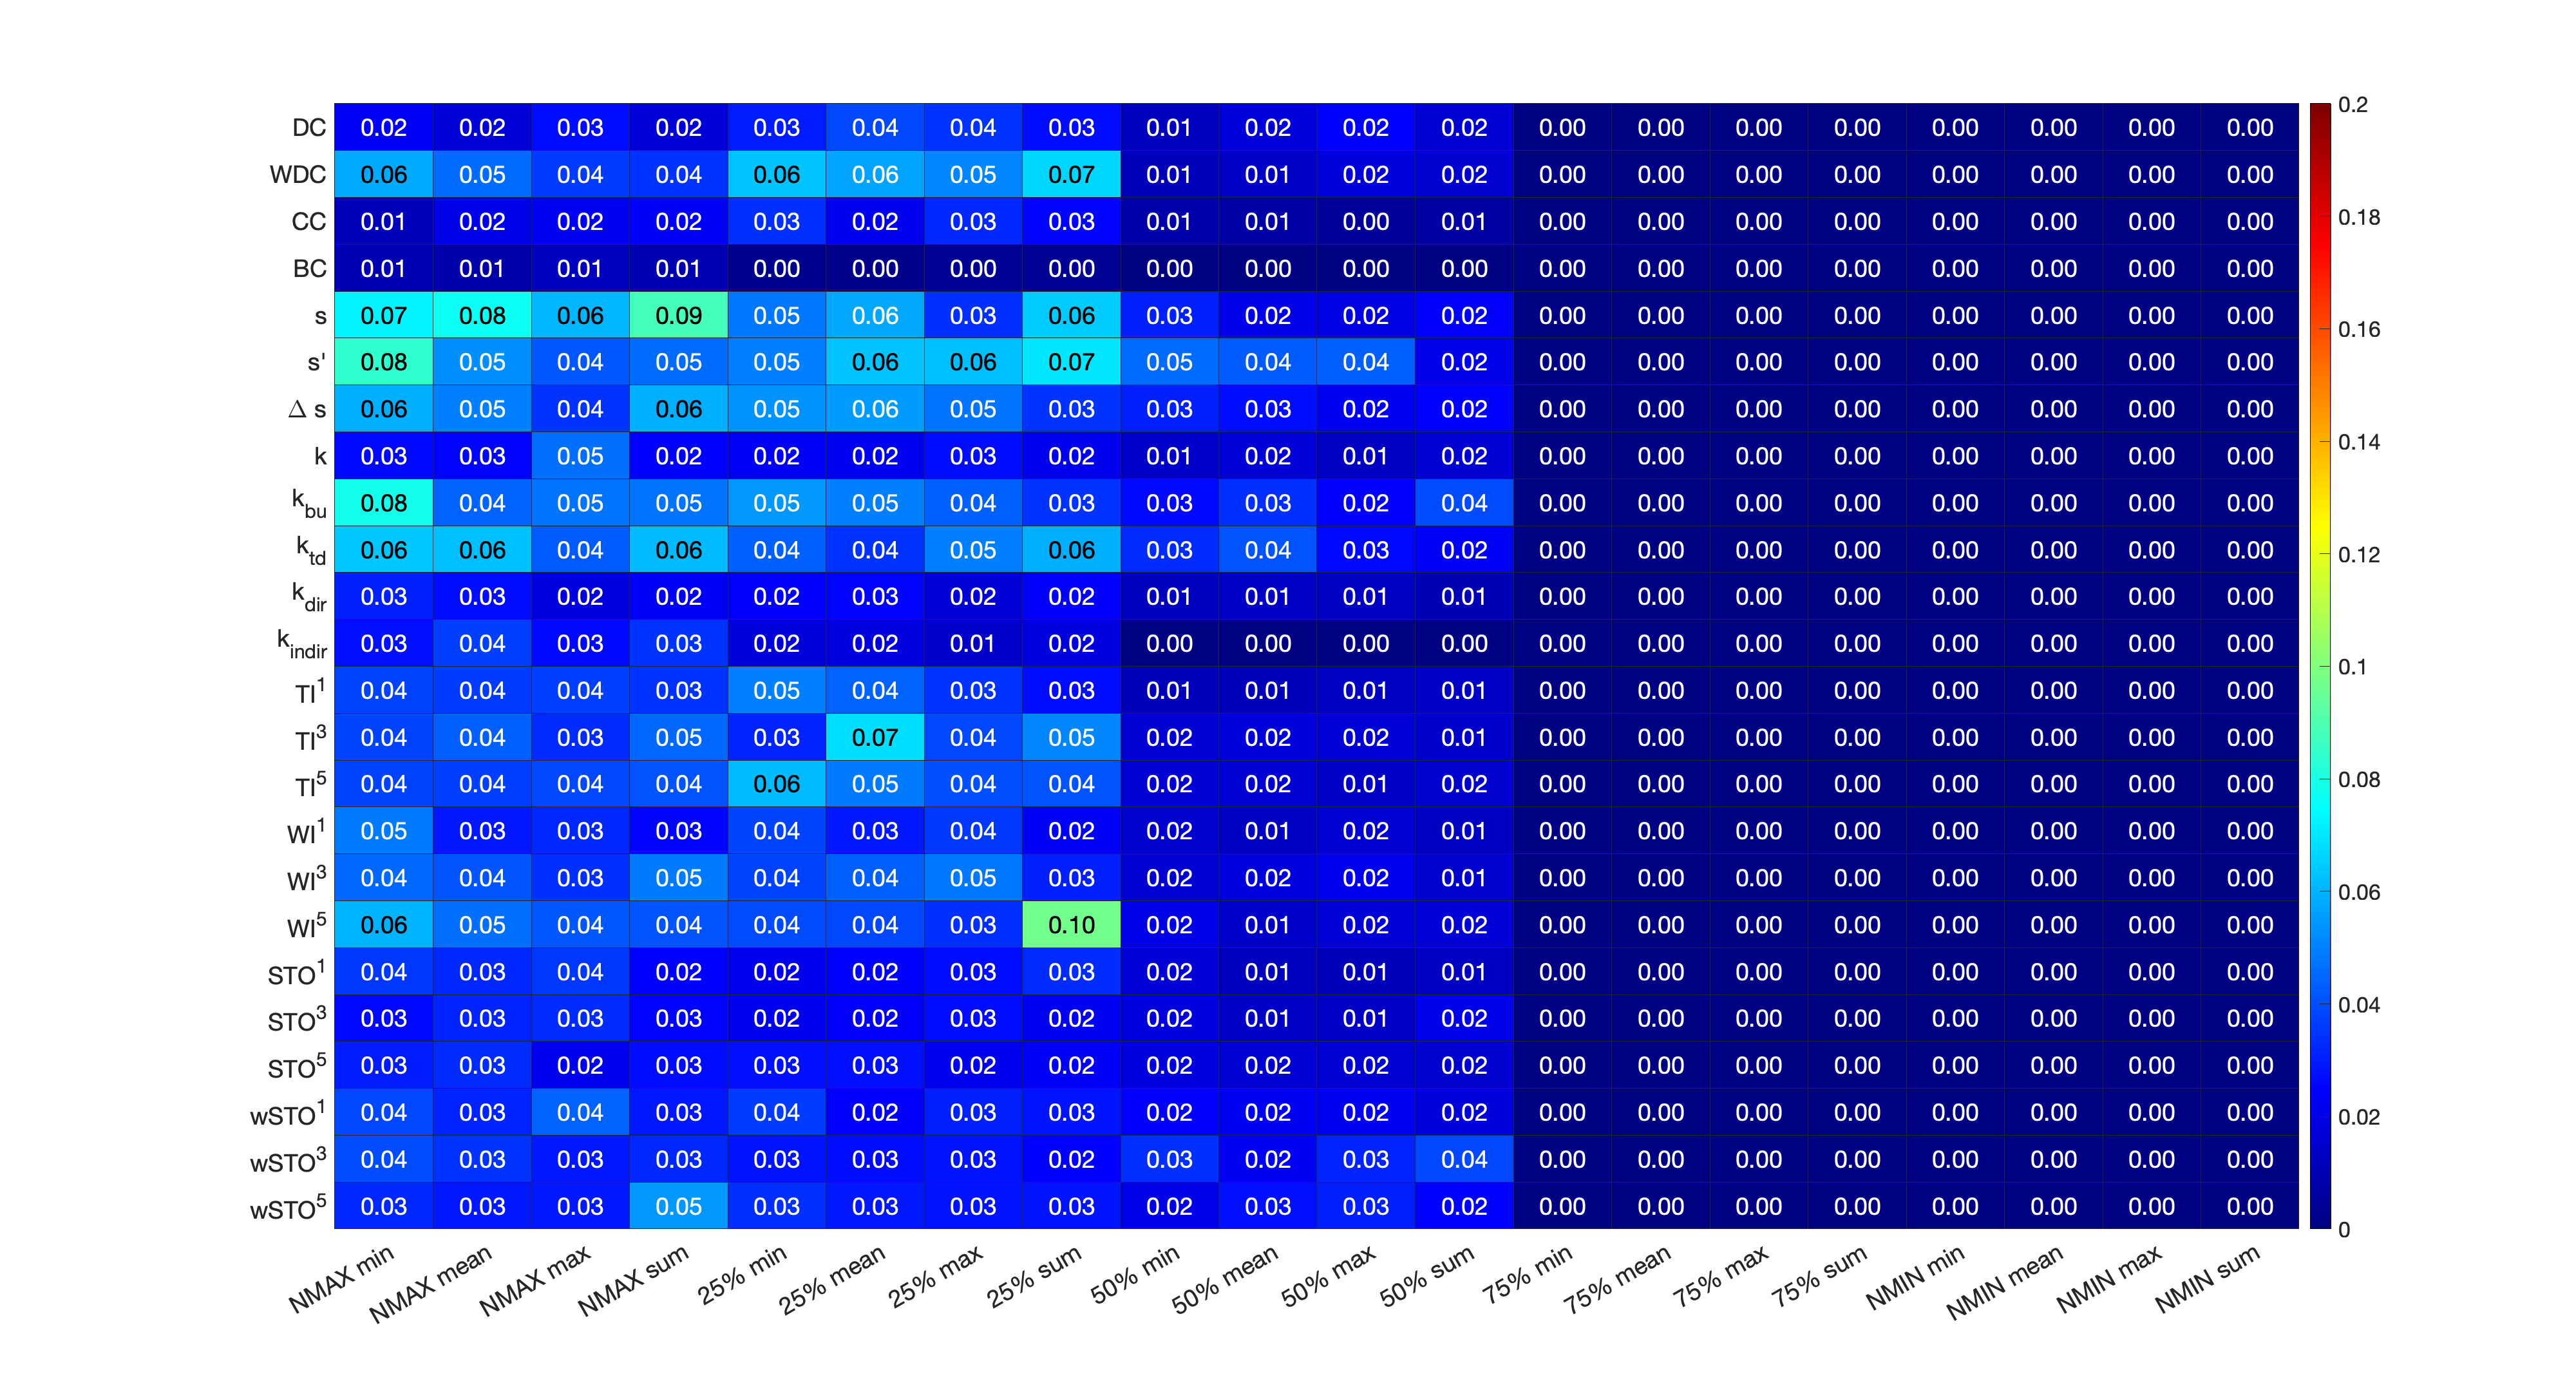 DC 0.02 0.02 0.03 0.02 0.03 0.04 0.04 0.03 0.01 0.02 0.02 0.02 0.00 0.00 0.00 0.00 0.00 0.00 0.00 0.00
WDC 0.06 0.05 0.04 0.04 0.06 0.06 0.05 0.07 0.01 0.01 0.02 0.02 0.00 0.00 0.00 0.00 0.00 0.00 0.00 0.00
CC 0.01 0.02 0.02 0.02 0.03 0.02 0.03 0.03 0.01 0.01 0.00 0.01 0.00 0.00 0.00 0.00 0.00 0.00 0.00 0.00
BC 0.01 0.01 0.01 0.01 0.00 0.00 0.00 0.00 0.00 0.00 0.00 0.00 0.00 0.00 0.00 0.00 0.00 0.00 0.00 0.00
s 0.07 0.08 0.06 0.09 0.05 0.06 0.03 0.06 0.03 0.02 0.02 0.02 0.00 0.00 0.00 0.00 0.00 0.00 0.00 0.00
s' 0.08 0.05 0.04 0.05 0.05 0.06 0.06 0.07 0.05 0.04 0.04 0.02 0.00 0.00 0.00 0.00 0.00 0.00 0.00 0.00
Δ s 0.06 0.05 0.04 0.06 0.05 0.06 0.05 0.03 0.03 0.03 0.02 0.02 0.00 0.00 0.00 0.00 0.00 0.00 0.00 0.00
k 0.03 0.03 0.05 0.02 0.02 0.02 0.03 0.02 0.01 0.02 0.01 0.02 0.00 0.00 0.00 0.00 0.00 0.00 0.00 0.00
k_bu 0.08 0.04 0.05 0.05 0.05 0.05 0.04 0.03 0.03 0.03 0.02 0.04 0.00 0.00 0.00 0.00 0.00 0.00 0.00 0.00
k_td 0.06 0.06 0.04 0.06 0.04 0.04 0.05 0.06 0.03 0.04 0.03 0.02 0.00 0.00 0.00 0.00 0.00 0.00 0.00 0.00
k_dir 0.03 0.03 0.02 0.02 0.02 0.03 0.02 0.02 0.01 0.01 0.01 0.01 0.00 0.00 0.00 0.00 0.00 0.00 0.00 0.00
k_indir 0.03 0.04 0.03 0.03 0.02 0.02 0.01 0.02 0.00 0.00 0.00 0.00 0.00 0.00 0.00 0.00 0.00 0.00 0.00 0.00
TI¹ 0.04 0.04 0.04 0.03 0.05 0.04 0.03 0.03 0.01 0.01 0.01 0.01 0.00 0.00 0.00 0.00 0.00 0.00 0.00 0.00
TI³ 0.04 0.04 0.03 0.05 0.03 0.07 0.04 0.05 0.02 0.02 0.02 0.01 0.00 0.00 0.00 0.00 0.00 0.00 0.00 0.00
TI⁵ 0.04 0.04 0.04 0.04 0.06 0.05 0.04 0.04 0.02 0.02 0.01 0.02 0.00 0.00 0.00 0.00 0.00 0.00 0.00 0.00
WI¹ 0.05 0.03 0.03 0.03 0.04 0.03 0.04 0.02 0.02 0.01 0.02 0.01 0.00 0.00 0.00 0.00 0.00 0.00 0.00 0.00
WI³ 0.04 0.04 0.03 0.05 0.04 0.04 0.05 0.03 0.02 0.02 0.02 0.01 0.00 0.00 0.00 0.00 0.00 0.00 0.00 0.00
WI⁵ 0.06 0.05 0.04 0.04 0.04 0.04 0.03 0.10 0.02 0.01 0.02 0.02 0.00 0.00 0.00 0.00 0.00 0.00 0.00 0.00
STO¹ 0.04 0.03 0.04 0.02 0.02 0.02 0.03 0.03 0.02 0.01 0.01 0.01 0.00 0.00 0.00 0.00 0.00 0.00 0.00 0.00
STO³ 0.03 0.03 0.03 0.03 0.02 0.02 0.03 0.02 0.02 0.01 0.01 0.02 0.00 0.00 0.00 0.00 0.00 0.00 0.00 0.00
STO⁵ 0.03 0.03 0.02 0.03 0.03 0.03 0.02 0.02 0.02 0.02 0.02 0.02 0.00 0.00 0.00 0.00 0.00 0.00 0.00 0.00
wSTO¹ 0.04 0.03 0.04 0.03 0.04 0.02 0.03 0.03 0.02 0.02 0.02 0.02 0.00 0.00 0.00 0.00 0.00 0.00 0.00 0.00
wSTO³ 0.04 0.03 0.03 0.03 0.03 0.03 0.03 0.02 0.03 0.02 0.03 0.04 0.00 0.00 0.00 0.00 0.00 0.00 0.00 0.00
wSTO⁵ 0.03 0.03 0.03 0.05 0.03 0.03 0.03 0.03 0.02 0.03 0.03 0.02 0.00 0.00 0.00 0.00 0.00 0.00 0.00 0.00
NMAX min NMAX mean NMAX max NMAX sum 25% min 25% mean 25% max 25% sum 50% min 50% mean 50% max 50% sum 75% min 75% mean 75% max 75% sum NMIN min NMIN mean NMIN max NMIN sum
0.2
0.18
0.16
0.14
0.12
0.1
0.08
0.06
0.04
0.02
0